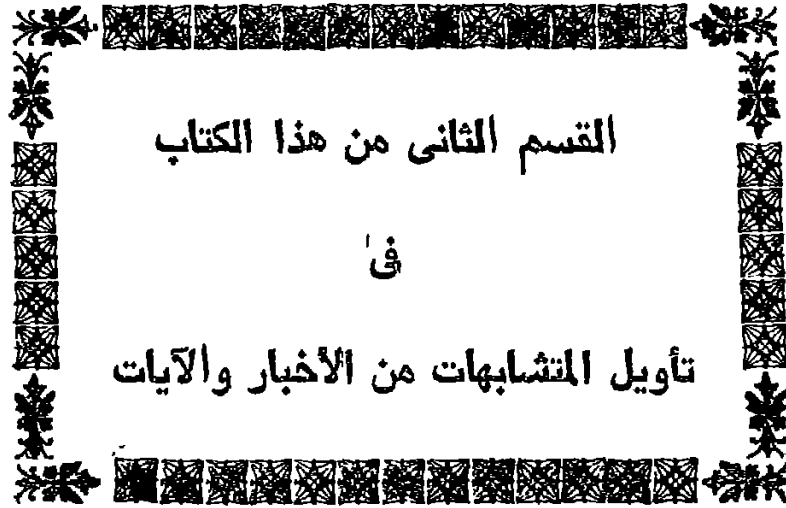 القسم الثانى من هذا الكتاب
فى
تأويل المتشابهات من الأخبار والآيات